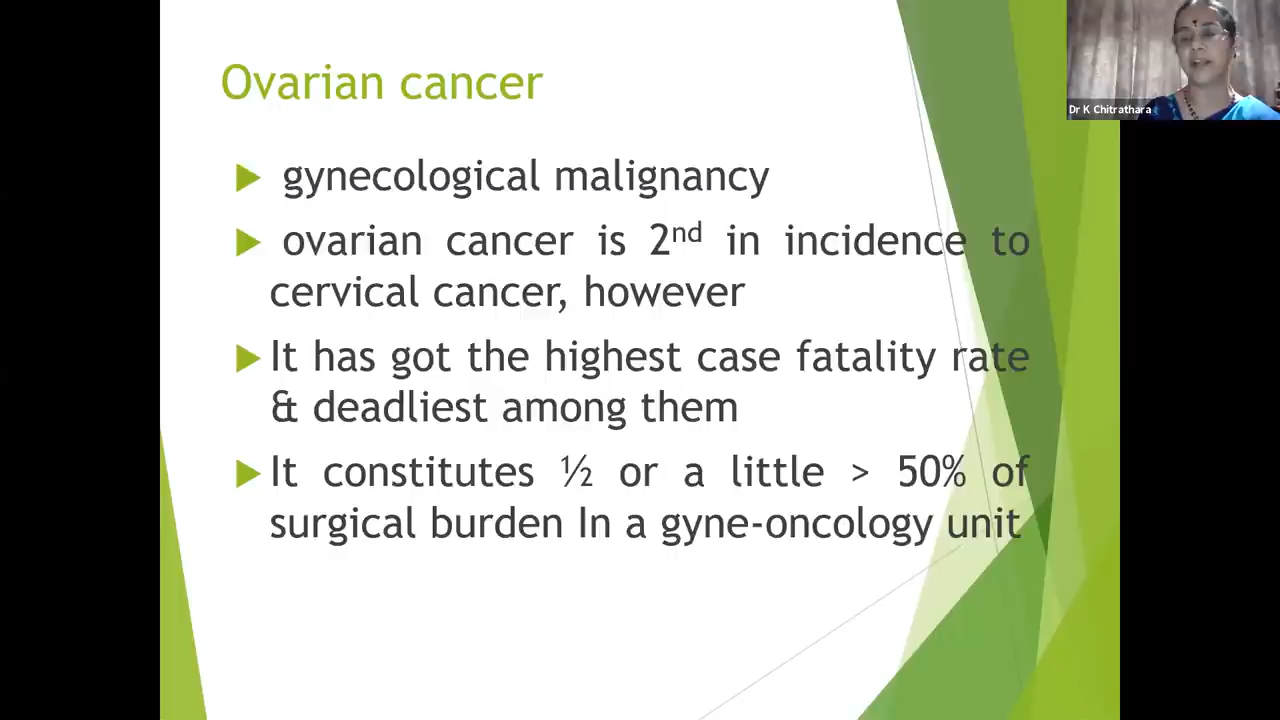 Ovarian cancer
Dr K Chitrathara
gynecological malignancy
ovarian cancer is 2nd in incidence to
cervical cancer, however
It has got the highest case fatality rate
& deadliest among them
It constitutes ½ or a little > 50% of
surgical burden In a gyne-oncology unit